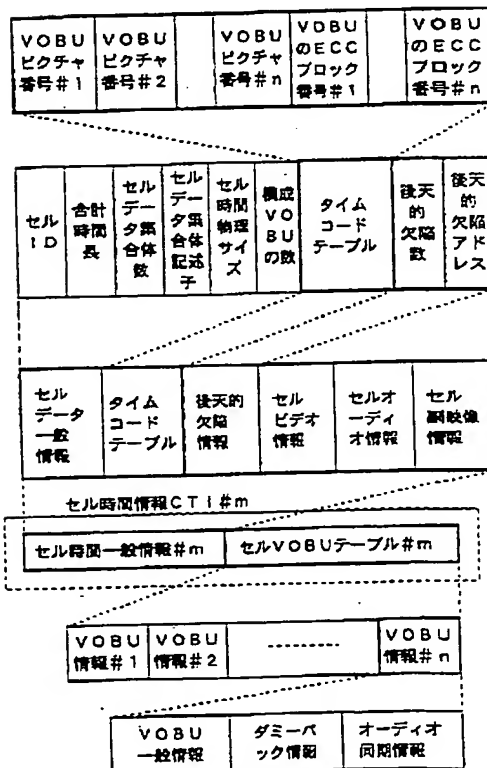 VOBU
ピクチャ
番号#1
VOBU
ピクチャ
番号#2
VOBU
ピクチャ
番号#n
VDBU
のECC
ブロック
番号#1
VOBU
のECC
ブロック
番号#n
セル
ID
合計
時間
長
セル
デー
タ集
合体
数
セル
デー
タ集
合体
記述
子
セル
時間
物理
サイ
ズ
構成
VO
BU
の数
タイム
コード
テーブル
後天
的
欠陥
数
後天
的
欠陥
アド
レス
セル
データ
一般
情報
タイム
コード
テーブル
後天的
欠陥
情報
セル
ビデオ
情報
セルオ
ーディ
オ情報
セル
副映像
情報
セル時間情報CTI#m
セル時間一般情報#m
セルVOBUテーブル#m
VOBU
情報#1
VOBU
情報#2
VOBU
情報#n
VOBU
一般情報
ダミーパ
ック情報
オーディオ
同期情報